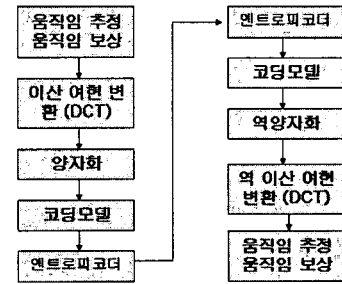 움직임 추정
움직임 보상
이산 여현 변
환 (DCT)
양자화
코딩모델
엔트로피코더
엔트로피코더
코딩모델
역양자화
역 이산 여현
변환 (DCT)
움직임 추정
움직임 보상